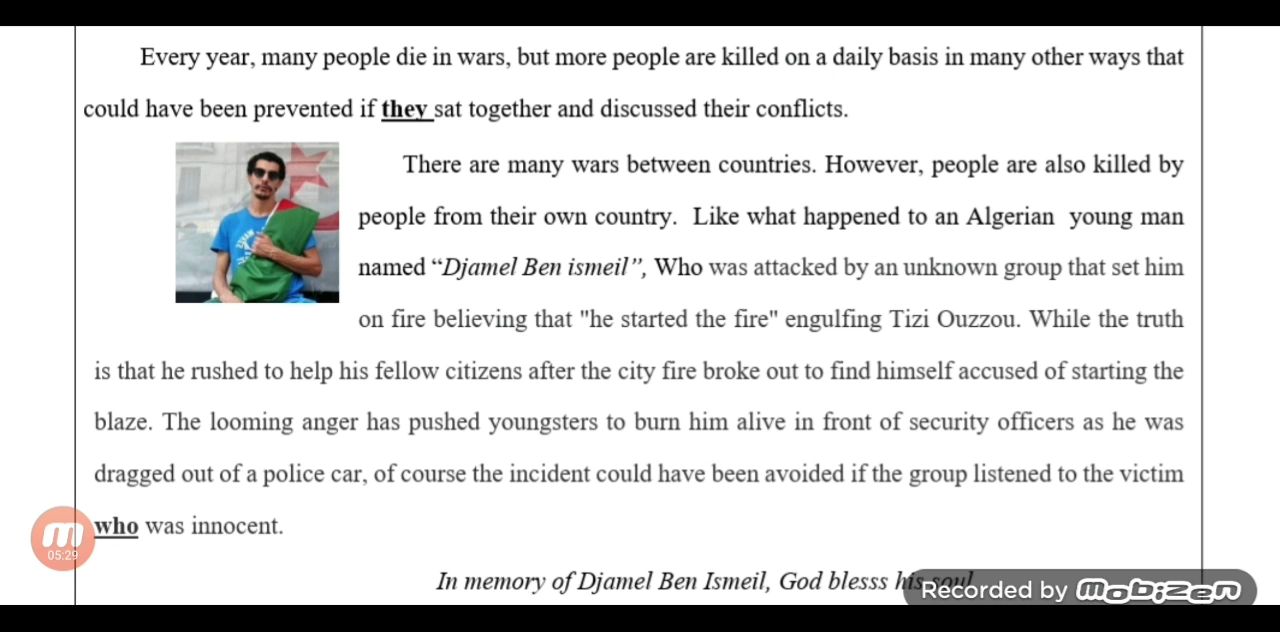 Every year, many people die in wars, but more people are killed on a daily basis in many other ways that
could have been prevented if they sat together and discussed their conflicts.
There are many wars between countries. However, people are also killed by
people from their own country. Like what happened to an Algerian young man
named “Djamel Ben ismeil”, Who was attacked by an unknown group that set him
on fire believing that "he started the fire" engulfing Tizi Ouzzou. While the truth
is that he rushed to help his fellow citizens after the city fire broke out to find himself accused of starting the
blaze. The looming anger has pushed youngsters to burn him alive in front of security officers as he was
dragged out of a police car, of course the incident could have been avoided if the group listened to the victim
who was innocent.
05:29
In memory of Djamel Ben Ismeil, God blesss his soul
Recorded by mobizen